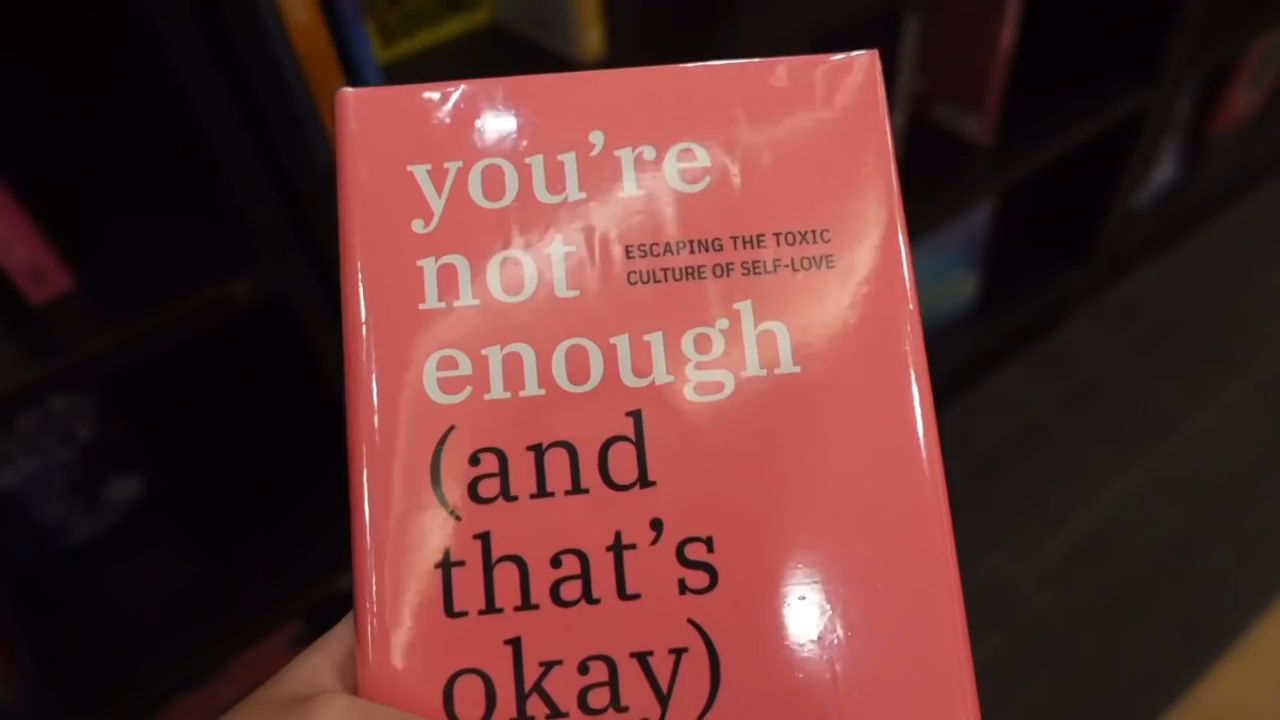 you're
not
ESCAPING THE TOXIC
CULTURE OF SELF-LOVE
enough
(and
that's
okay)